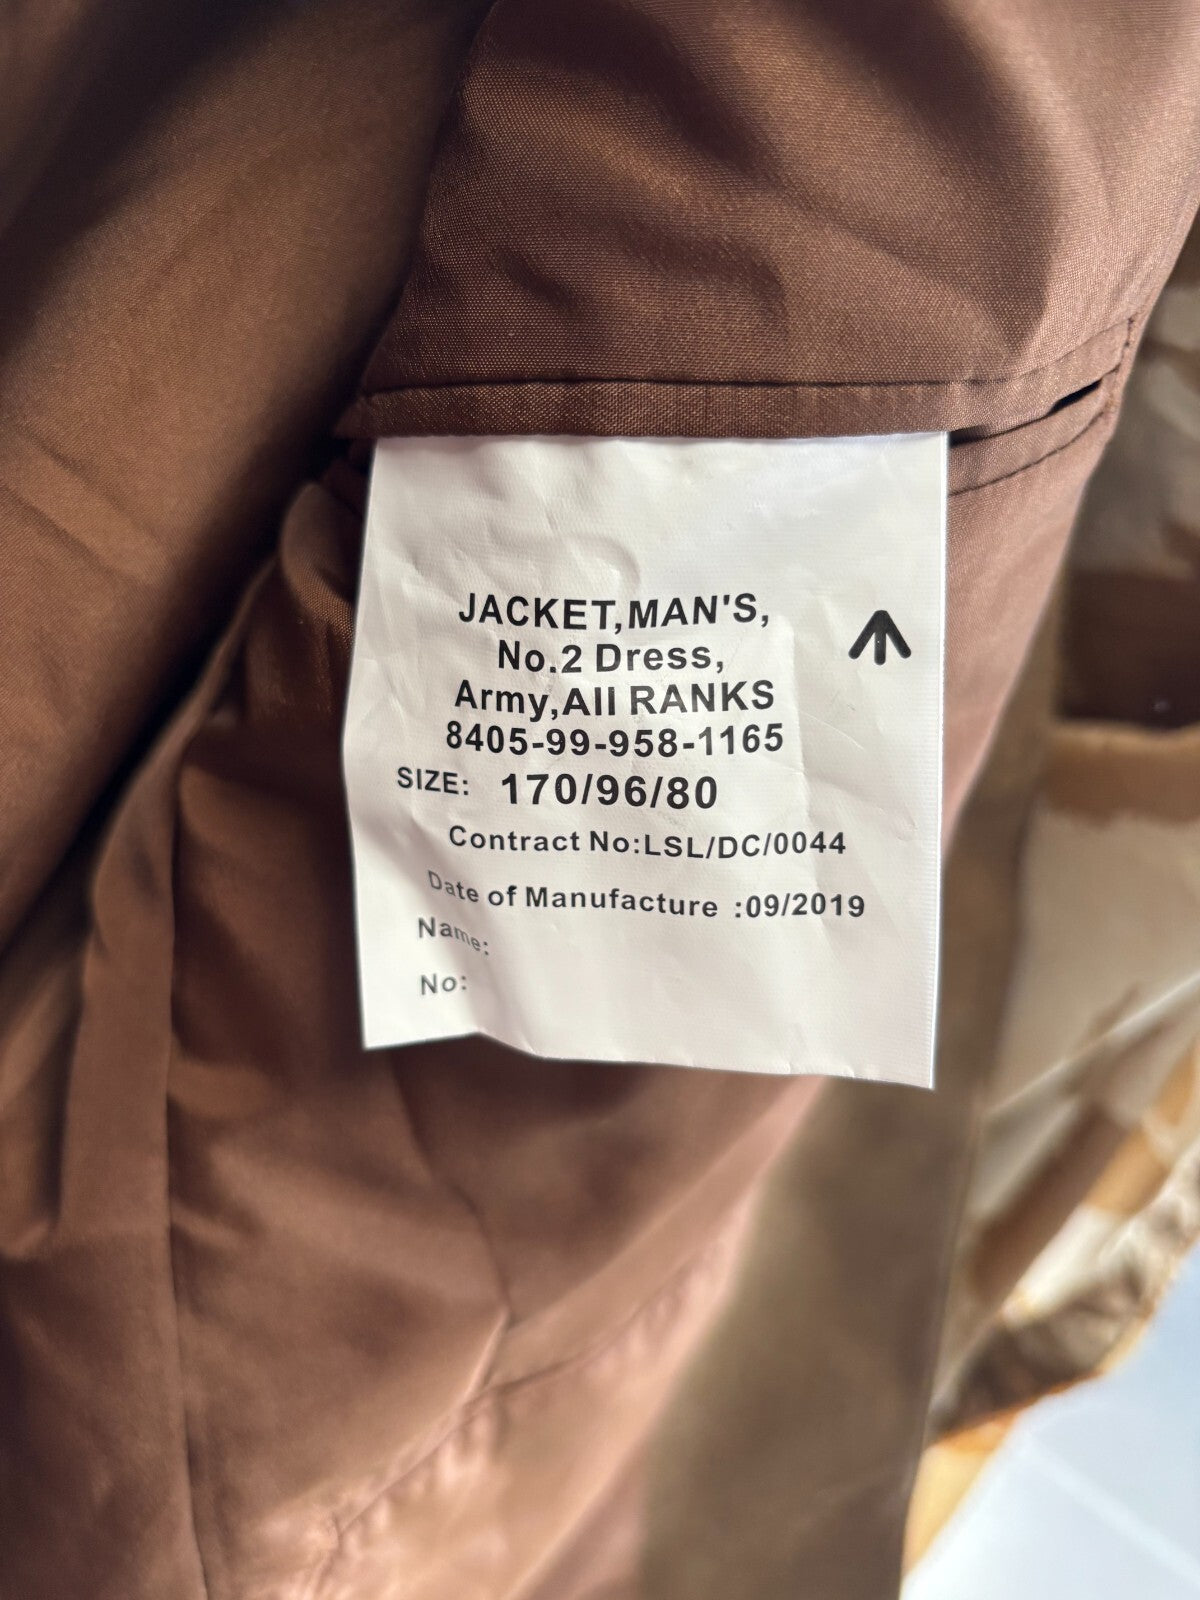 JACKET,MAN'S,
No.2 Dress,
Army,All RANKS
8405-99-958-1165
SIZE: 170/96/80
Contract No:LSL/DC/0044
Date of Manufacture :09/2019
Name:
No: